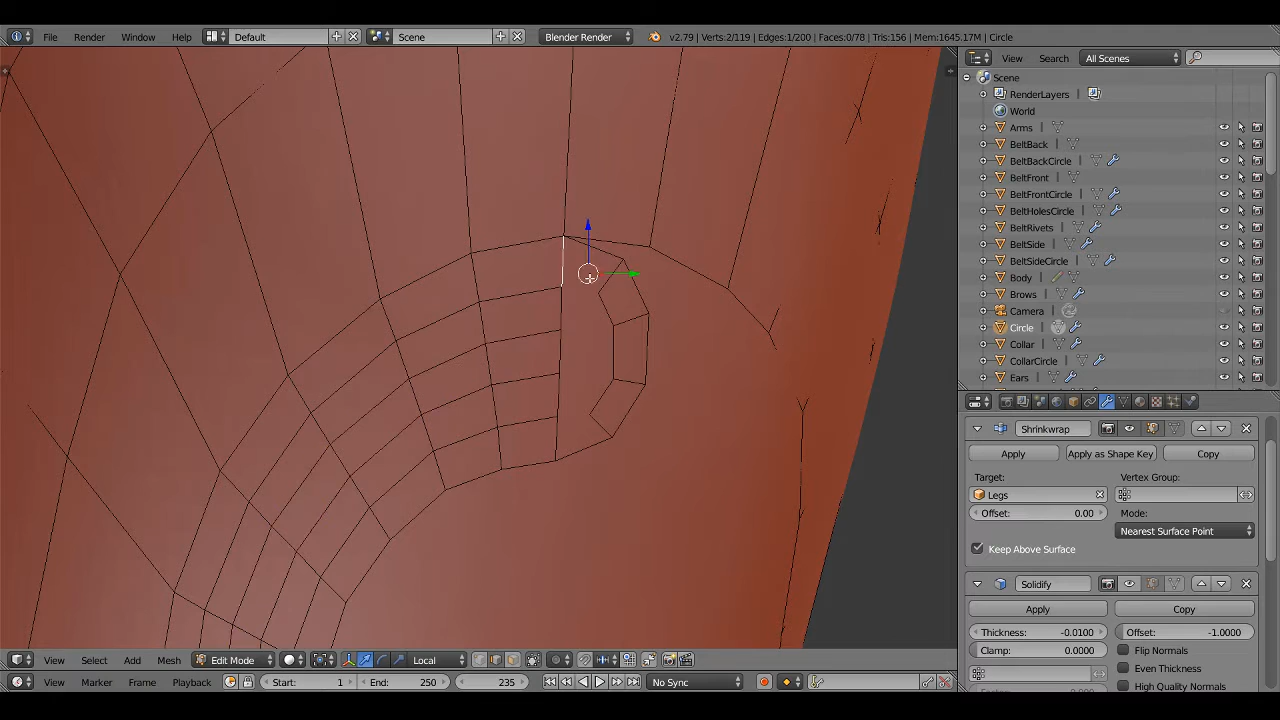 File Render Window Help Default Scene Blender Render v2.79 | Verts:2/119 | Edges:1/200 | Faces:0/78 | Tris:156 | Mem:1645.17M | Circle
View Search All Scenes
Scene
RenderLayers |
World
Arms |
BeltBack |
BeltBackCircle |
BeltFront |
BeltFrontCircle |
BeltHolesCircle |
BeltRivets |
BeltSide |
BeltSideCircle |
Body |
Brows |
Camera |
Circle |
Collar |
CollarCircle |
Ears |
Shrinkwrap
Apply Apply as Shape Key Copy
Target: Vertex Group:
Legs
Offset: 0.00 Mode:
Nearest Surface Point
Keep Above Surface
Solidify
Apply Copy
Thickness: -0.0100 Offset: -1.0000
Clamp: 0.0000 Flip Normals
Even Thickness
High Quality Normals
View Select Add Mesh Edit Mode Local
View Marker Frame Playback Start: 1 End: 250 235 No Sync